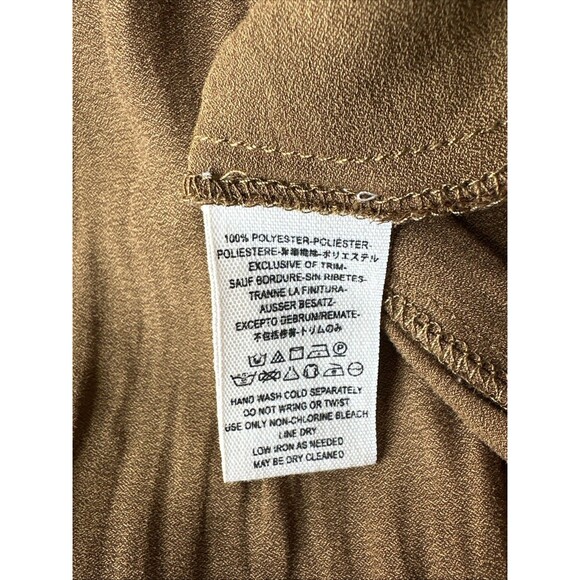 100% POLYESTER-POLIÉSTER-
POLIESTERE-聚酯纖維-ポリエステル
EXCLUSIVE OF TRIM-
SAUF BORDURE-SIN RIBETES-
TRANNE LA FINITURA-
AUSSER BESATZ-
EXCEPTO DEBRUM/REMATE-
不包括修裝-トリムのみ
HAND WASH COLD SEPARATELY
DO NOT WRING OR TWIST
USE ONLY NON-CHLORINE BLEACH
LINE DRY
LOW IRON AS NEEDED
MAY BE DRY CLEANED